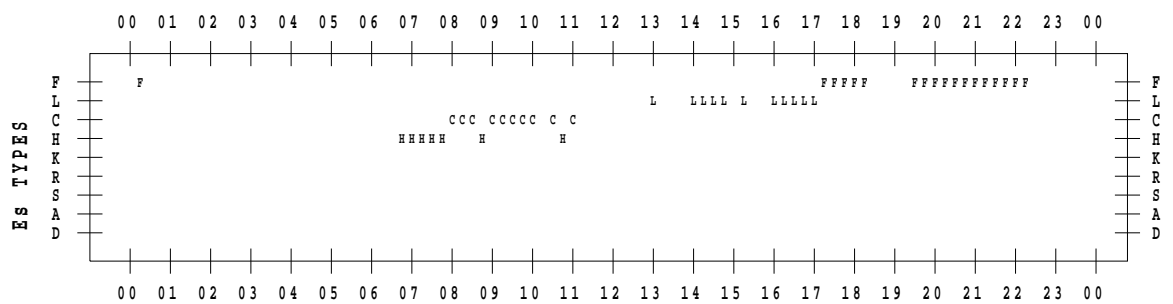 00 01 02 03 04 05 06 07 08 09 10 11 12 13 14 15 16 17 18 19 20 21 22 23 00
F F FFFFF FFFFFFFFFFFF F
L L LLLL L LLLLL L
C CCC CCCCC C C C
H HHHHH H H H
K K
R R
S S
A A
D D
Es TYPES
00 01 02 03 04 05 06 07 08 09 10 11 12 13 14 15 16 17 18 19 20 21 22 23 00